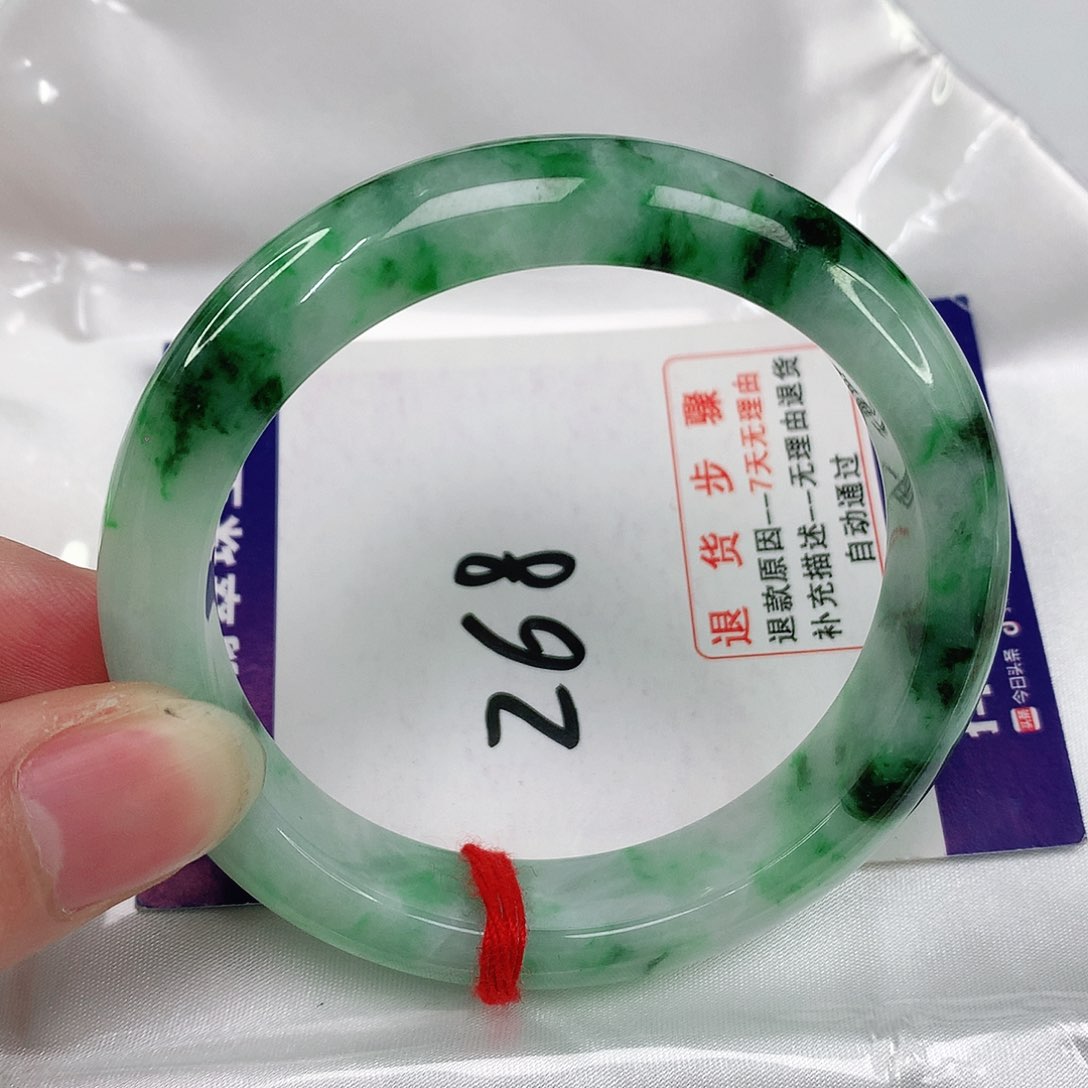 268
退货步骤
退款原因---7天无理由
补充描述---无理由退货
自动通过
今日头条